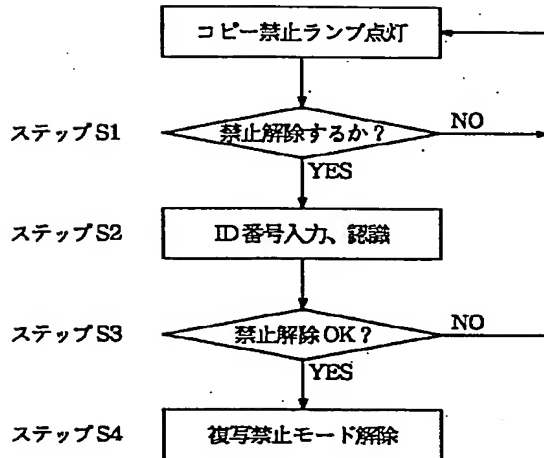 コピー禁止ランプ点灯
ステップS1
禁止解除するか?
NO
YES
ステップS2
ID番号入力、認識
ステップS3
禁止解除OK?
NO
YES
ステップS4
複写禁止モード解除